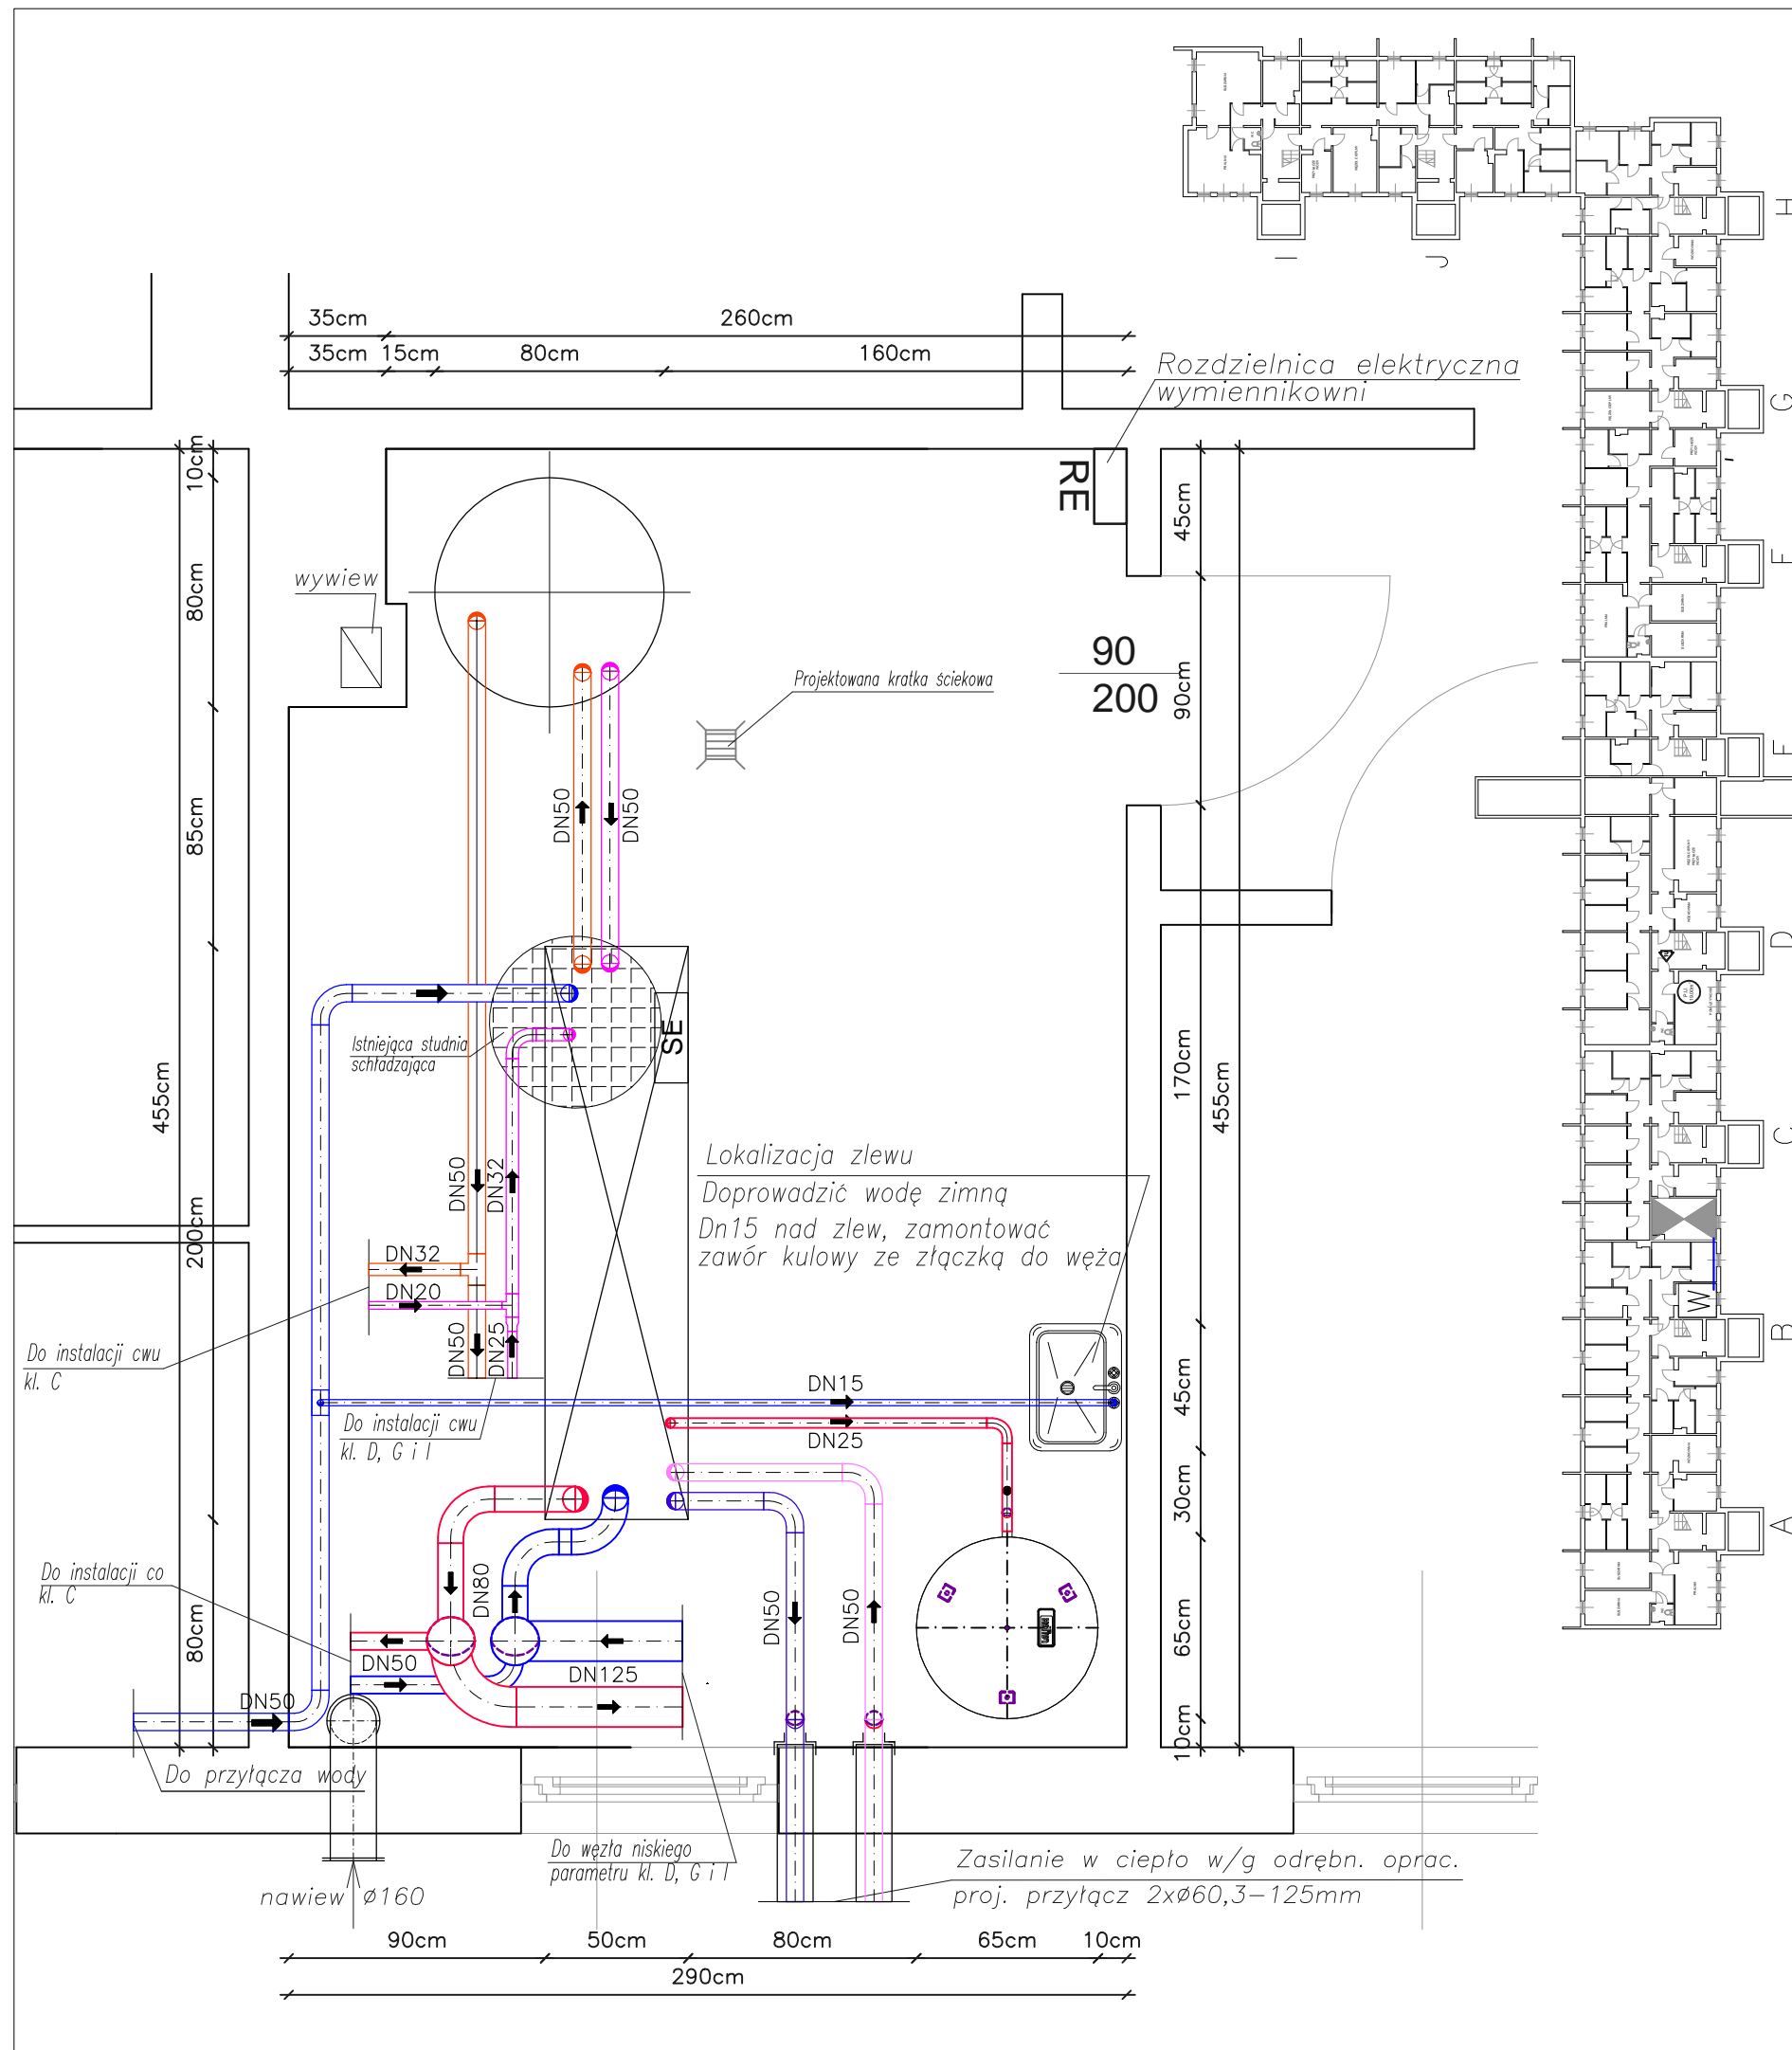 35cm
260cm
35cm
15cm
80cm
160cm
Rozdzielnica elektryczna
wymiennikowni
RE
10cm
80cm
85cm
455cm
200cm
80cm
45cm
90cm
170cm
455cm
45cm
30cm
65cm
10cm
wywiew
90
200
Projektowana kratka ściekowa
DN50
DN50
SE
Istniejąca studnia
schładzająca
Lokalizacja zlewu
Doprowadzić wodę zimną
Dn15 nad zlew, zamontować
zawór kulowy ze złączką do węża
DN50
DN32
DN32
DN20
DN50
DN25
Do instalacji cwu
kl. C
Do instalacji cwu
kl. D, G i I
DN15
DN25
Do instalacji co
kl. C
DN80
DN50
DN125
DN50
DN50
DN50
Do przyłącza wody
Do węzła niskiego
parametru kl. D, G i I
nawiew ø160
Zasilanie w ciepło w/g odrębn. oprac.
proj. przyłącz 2xø60,3-125mm
90cm
50cm
80cm
65cm
10cm
290cm
I
J
H
G
F
E
D
C
B
A
W